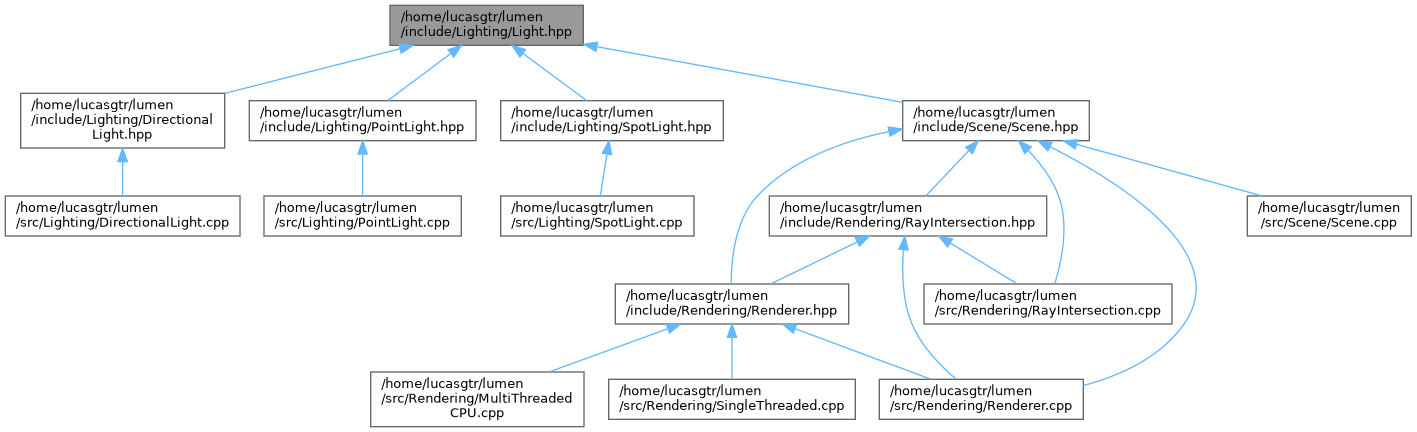 /home/lucasgtr/lumen
/include/Lighting/Light.hpp
/home/lucasgtr/lumen
/include/Lighting/Directional
Light.hpp
/home/lucasgtr/lumen
/include/Lighting/PointLight.hpp
/home/lucasgtr/lumen
/include/Lighting/SpotLight.hpp
/home/lucasgtr/lumen
/include/Scene/Scene.hpp
/home/lucasgtr/lumen
/src/Lighting/DirectionalLight.cpp
/home/lucasgtr/lumen
/src/Lighting/PointLight.cpp
/home/lucasgtr/lumen
/src/Lighting/SpotLight.cpp
/home/lucasgtr/lumen
/include/Rendering/RayIntersection.hpp
/home/lucasgtr/lumen
/src/Scene/Scene.cpp
/home/lucasgtr/lumen
/include/Rendering/Renderer.hpp
/home/lucasgtr/lumen
/src/Rendering/RayIntersection.cpp
/home/lucasgtr/lumen
/src/Rendering/MultiThreaded
CPU.cpp
/home/lucasgtr/lumen
/src/Rendering/SingleThreaded.cpp
/home/lucasgtr/lumen
/src/Rendering/Renderer.cpp